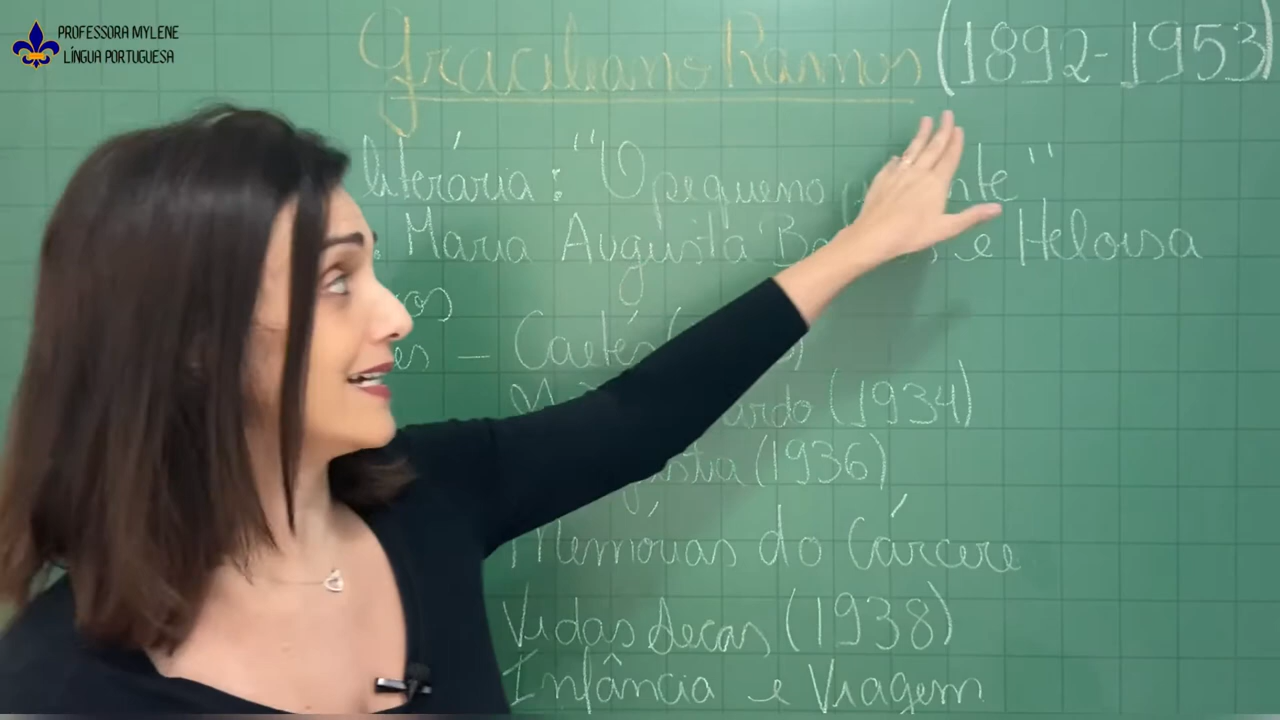 PROFESSORA MYLENE
LÍNGUA PORTUGUESA
Graciliano Ramos (1892-1953)
literária: "O pequeno
: Maria Augusta e Heloisa
— Caetés
(1934)
(1936)
Memórias do Cárcere
Vidas Secas (1938)
Infância e Viagem